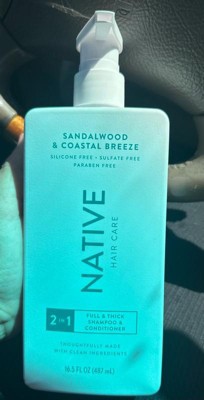 SANDALWOOD
& COASTAL BREEZE
SILICONE FREE • SULFATE FREE
PARABEN FREE
NATIVE
HAIR CARE
2 IN 1
FULL & THICK
SHAMPOO &
CONDITIONER
THOUGHTFULLY MADE
WITH CLEAN INGREDIENTS
16.5 FL OZ (487 mL)